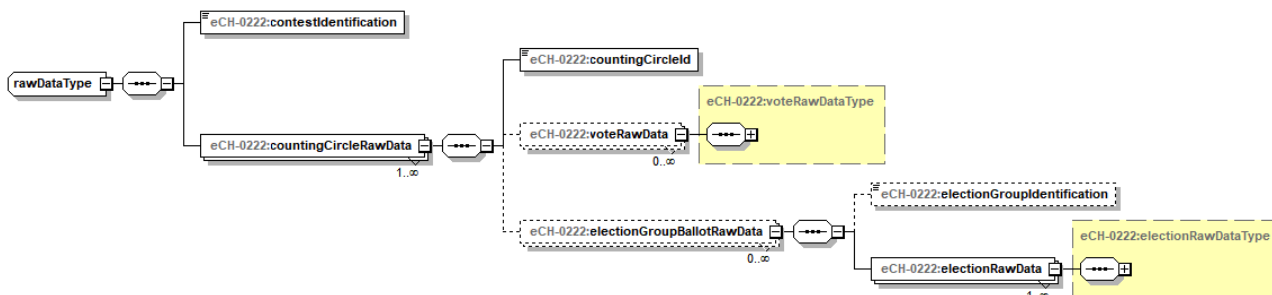 rawDataType
eCH-0222:contestIdentification
eCH-0222:countingCircleRawData
1..∞
eCH-0222:countingCircleId
eCH-0222:voteRawDataType
eCH-0222:voteRawData
0..∞
eCH-0222:electionGroupBallotRawData
0..∞
eCH-0222:electionGroupIdentification
eCH-0222:electionRawDataType
eCH-0222:electionRawData
1..∞